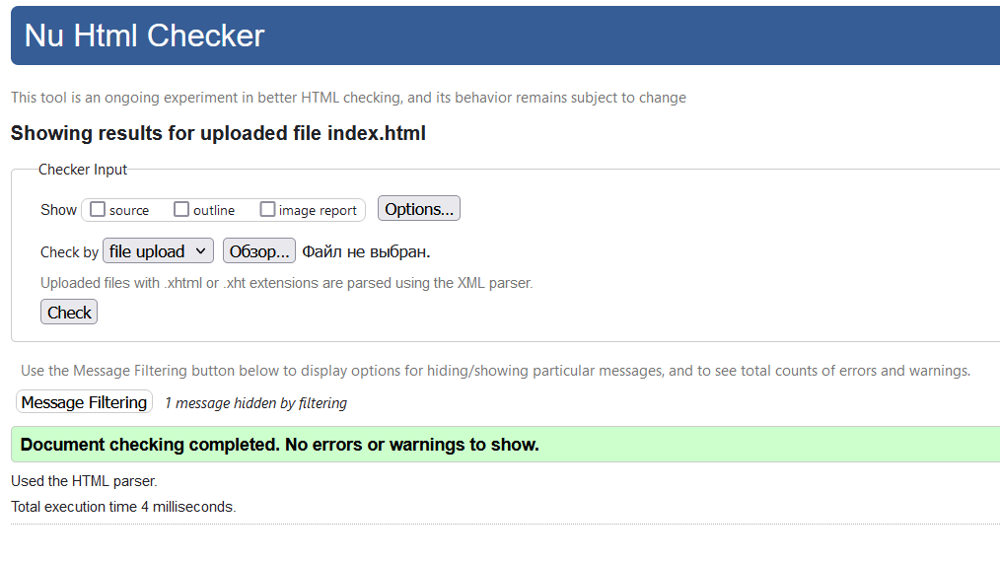 Nu Html Checker
This tool is an ongoing experiment in better HTML checking, and its behavior remains subject to change
Showing results for uploaded file index.html
Checker Input
Show source outline image report Options...
Check by file upload Обзор... Файл не выбран.
Uploaded files with .xhtml or .xht extensions are parsed using the XML parser.
Check
Use the Message Filtering button below to display options for hiding/showing particular messages, and to see total counts of errors and warnings.
Message Filtering 1 message hidden by filtering
Document checking completed. No errors or warnings to show.
Used the HTML parser.
Total execution time 4 milliseconds.